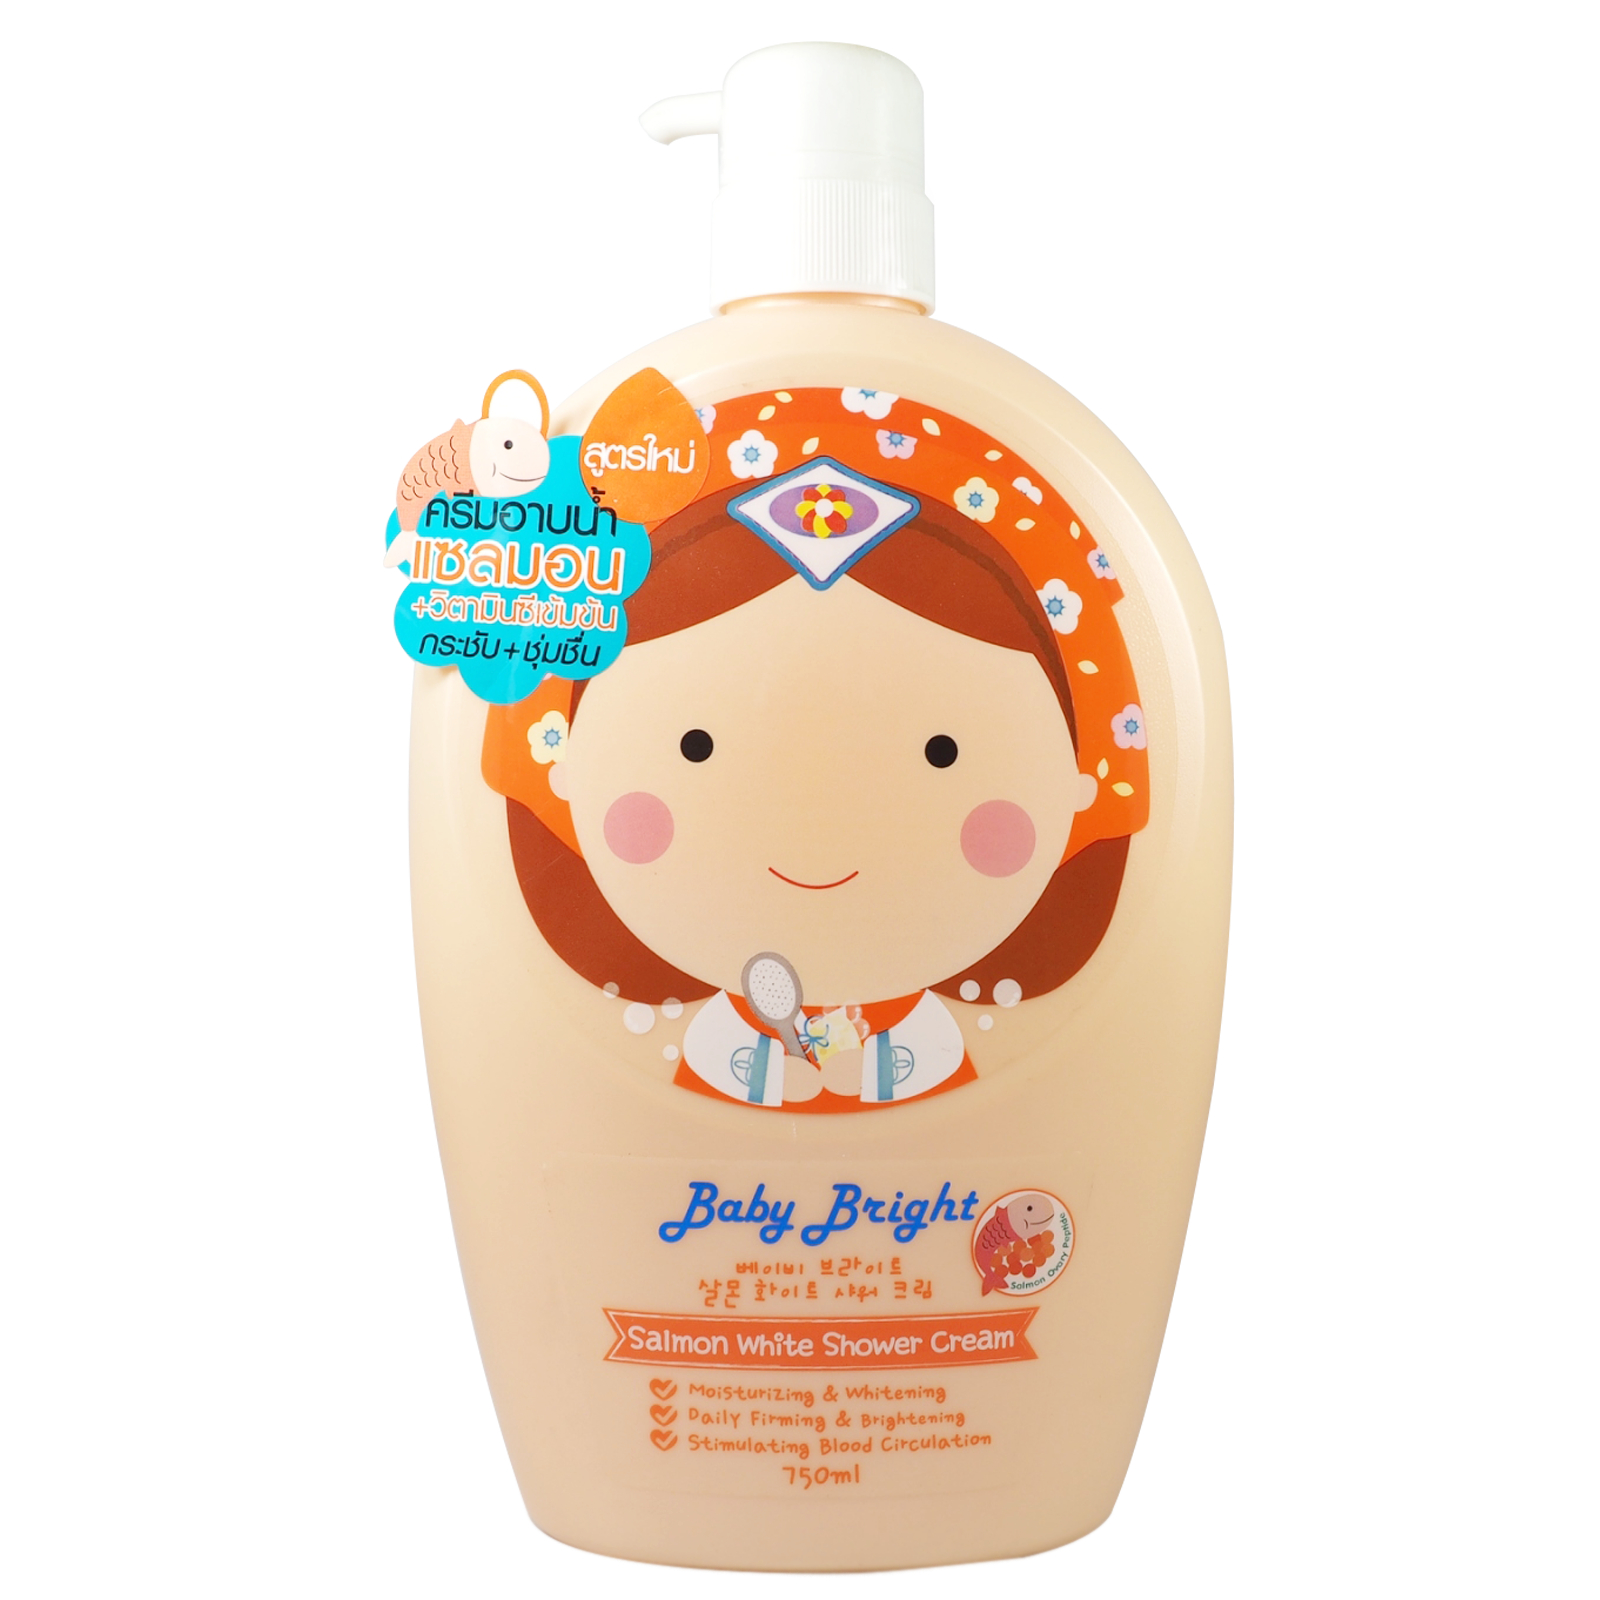 สูตรใหม่
ครีมอาบน้ำ
แซลมอน
+วิตามินซีเข้มข้น
กระชับ+ชุ่มชื่น
Baby Bright
Salmon Ovary Peptide
베이비 브라이트
살몬 화이트 샤워 크림
Salmon White Shower Cream
Moisturizing & Whitening
Daily Firming & Brightening
Stimulating Blood Circulation
750ml